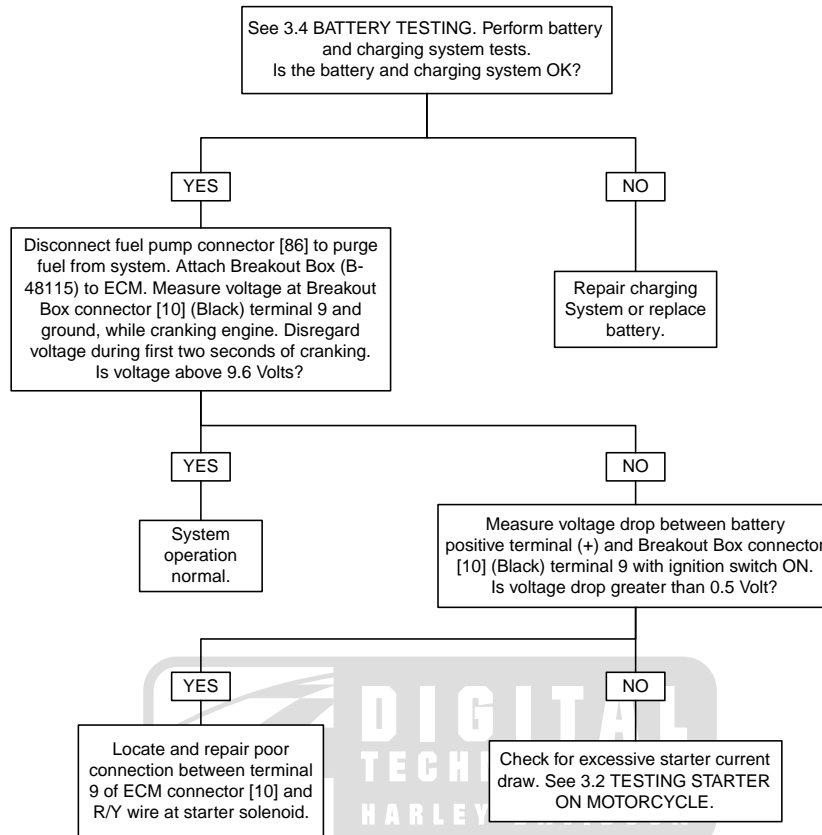 See 3.4 BATTERY TESTING. Perform battery
and charging system tests.
Is the battery and charging system OK?
YES
NO
Disconnect fuel pump connector [86] to purge
fuel from system. Attach Breakout Box (B-
48115) to ECM. Measure voltage at Breakout
Box connector [10] (Black) terminal 9 and
ground, while cranking engine. Disregard
voltage during first two seconds of cranking.
Is voltage above 9.6 Volts?
Repair charging
System or replace
battery.
YES
NO
System
operation
normal.
Measure voltage drop between battery
positive terminal (+) and Breakout Box connector
[10] (Black) terminal 9 with ignition switch ON.
Is voltage drop greater than 0.5 Volt?
YES
NO
Locate and repair poor
connection between terminal
9 of ECM connector [10] and
R/Y wire at starter solenoid.
Check for excessive starter current
draw. See 3.2 TESTING STARTER
ON MOTORCYCLE.
DIGITAL
HARLEY